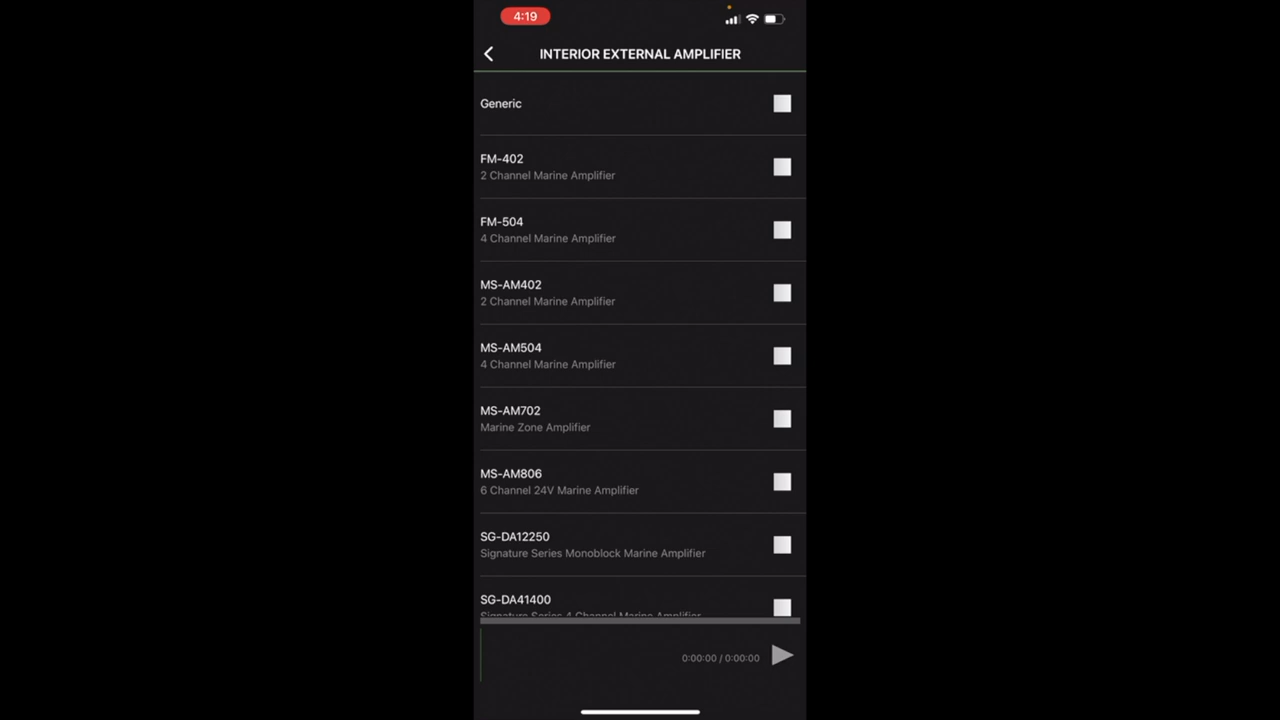 4:19
INTERIOR EXTERNAL AMPLIFIER
Generic
FM-402
2 Channel Marine Amplifier
FM-504
4 Channel Marine Amplifier
MS-AM402
2 Channel Marine Amplifier
MS-AM504
4 Channel Marine Amplifier
MS-AM702
Marine Zone Amplifier
MS-AM806
6 Channel 24V Marine Amplifier
SG-DA12250
Signature Series Monoblock Marine Amplifier
SG-DA41400
Signature Series 4 Channel Marine Amplifier
0:00:00 / 0:00:00